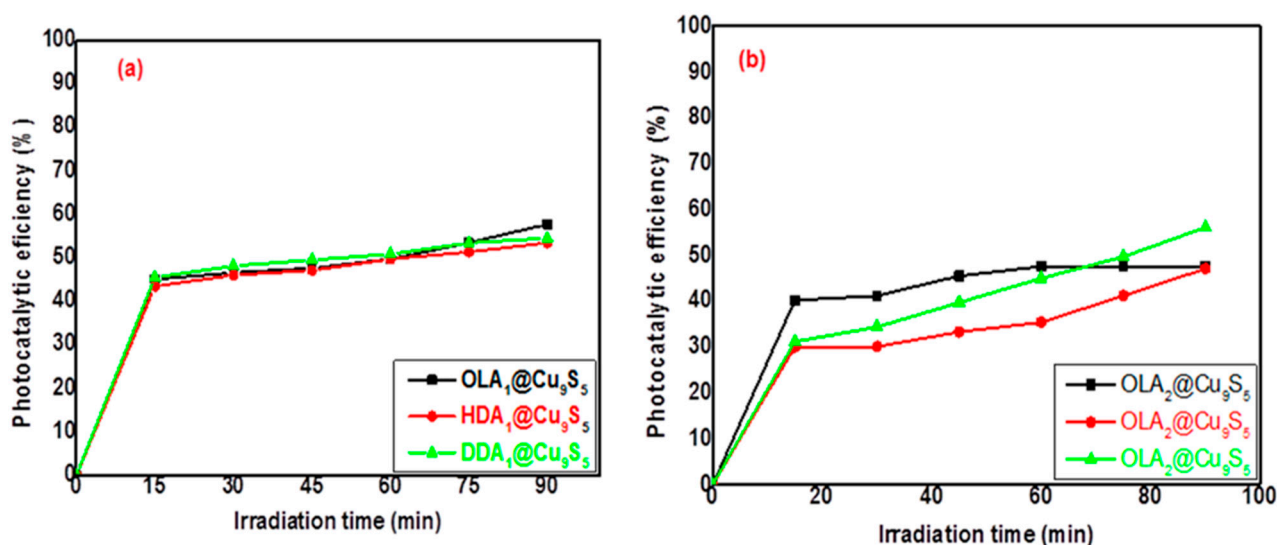 (a)
Photocatalytic eficiency (%)
100
90
80
70
60
50
40
30
20
10
0
0 15 30 45 60 75 90
Irradiation time (min)
OLA₁@Cu₉S₅
HDA₁@Cu₉S₅
DDA₁@Cu₉S₅
(b)
Photocatalytic efficiency (%)
100
90
80
70
60
50
40
30
20
10
0
0 20 40 60 80 100
Irradiation time (min)
OLA₂@Cu₉S₅
OLA₂@Cu₉S₅
OLA₂@Cu₉S₅